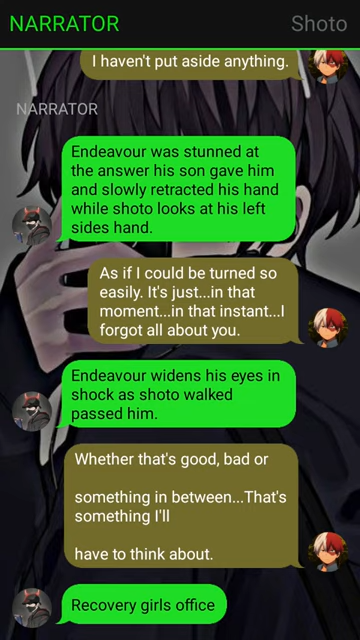 NARRATOR
Shoto
I haven't put aside anything.
NARRATOR
Endeavour was stunned at
the answer his son gave him
and slowly retracted his hand
while shoto looks at his left
sides hand.
As if I could be turned so
easily. It's just...in that
moment...in that instant...I
forgot all about you.
Endeavour widens his eyes in
shock as shoto walked
passed him.
Whether that's good, bad or
something in between...That's
something I'll
have to think about.
Recovery girls office